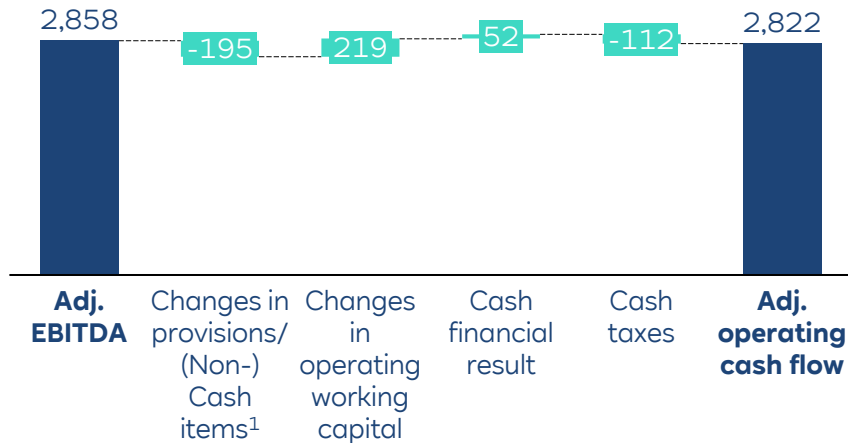 2,858
-195
219
52
-112
2,822
Adj.
EBITDA
Changes in
provisions/
(Non-)
Cash
items¹
Changes
in
operating
working
capital
Cash
financial
result
Cash
taxes
Adj.
operating
cash flow